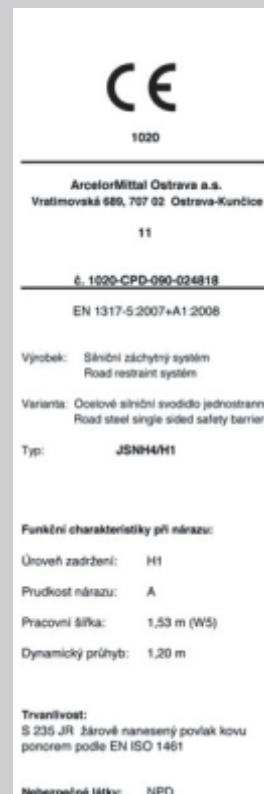 CE
1020
ArcelorMittal Ostrava a.s.
Vratimovská 689, 707 02 Ostrava-Kunčice
11
č. 1020-CPD-090-024818
EN 1317-5:2007+A1:2008
Výrobek: Silniční záchytný systém
Road restraint systém
Varianta: Ocelové silniční svodidlo jednostranné
Road steel single sided safety barrier
Typ: JSNH4/H1
Funkční charakteristiky při nárazu:
Úroveň zadržení: H1
Prudkost nárazu: A
Pracovní šířka: 1,53 m (W5)
Dynamický průhyb: 1,20 m
Trvanlivost:
S 235 JR žárově nanesený povlak kovu
ponorem podle EN ISO 1461
Nebezpečné látky: NPD